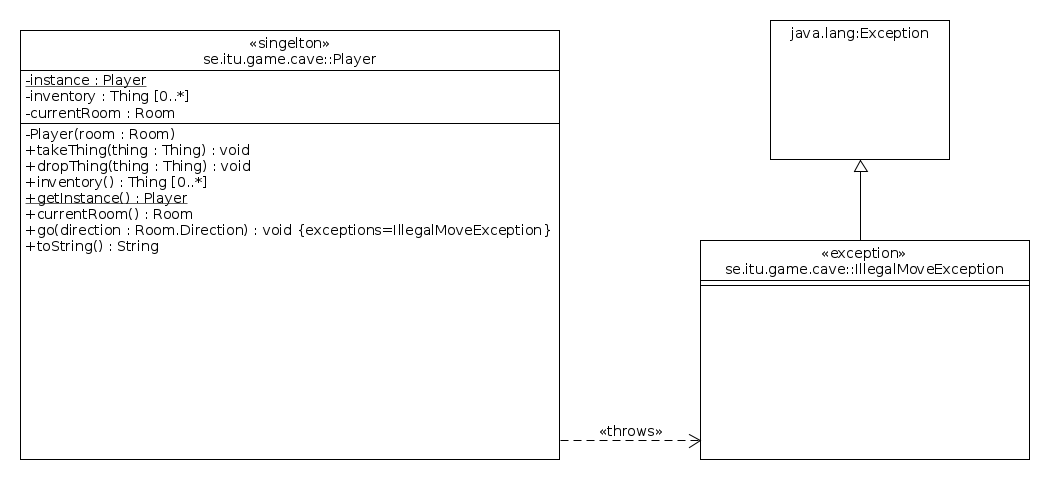 «singelton»
se.itu.game.cave::Player
-instance : Player
-inventory : Thing [0..*]
-currentRoom : Room
-Player(room : Room)
+takeThing(thing : Thing) : void
+dropThing(thing : Thing) : void
+inventory() : Thing [0..*]
+getInstance() : Player
+currentRoom() : Room
+go(direction : Room.Direction) : void {exceptions=IllegalMoveException}
+toString() : String
java.lang:Exception
«exception»
se.itu.game.cave::IllegalMoveException
«throws»